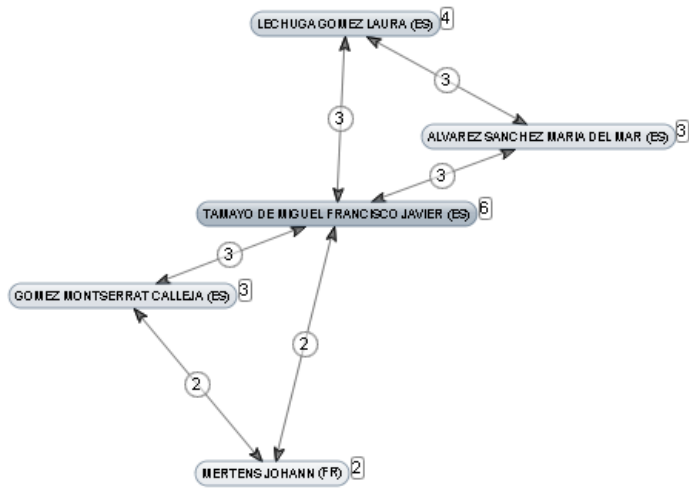 LECHUGA GOMEZ LAURA (ES) 4
3
3
ALVAREZ SANCHEZ MARIA DEL MAR (ES) 3
3
TAMAYO DE MIGUEL FRANCISCO JAVIER (ES) 6
3
GOMEZ MONTSERRAT CALLEJA (ES) 3
2
2
MERTENS JOHANN (FR) 2